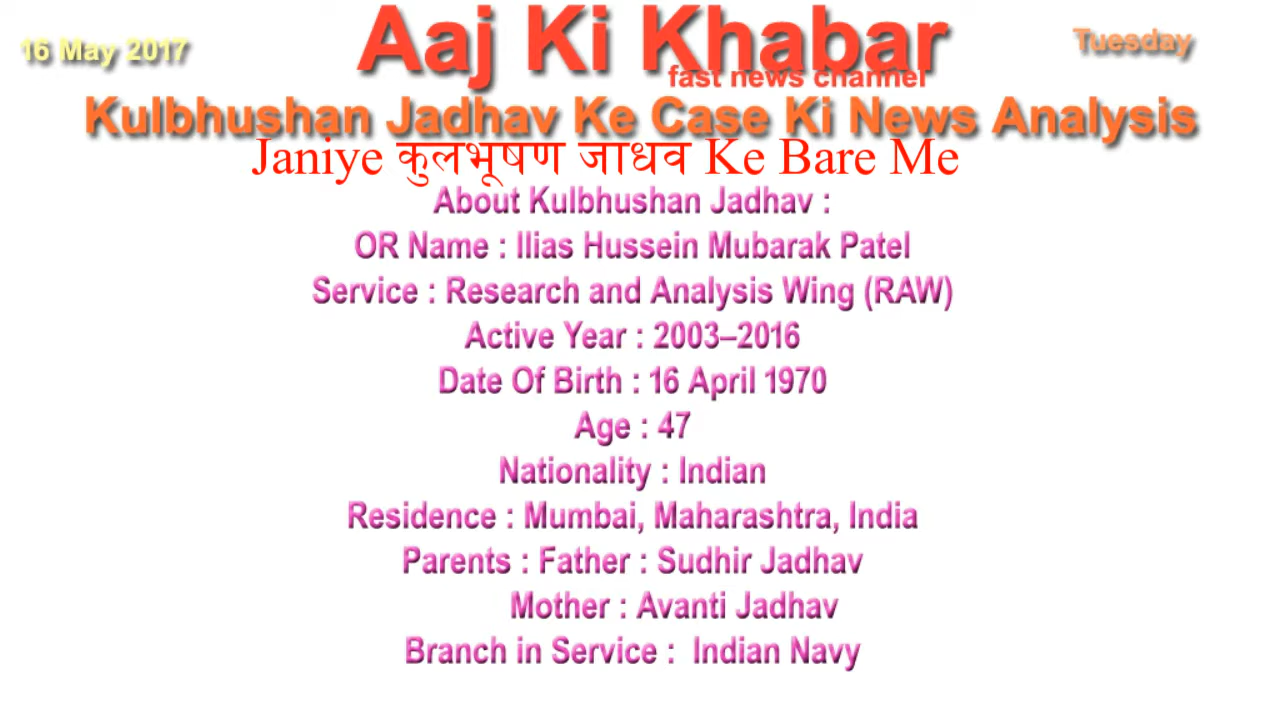 16 May 2017
Aaj Ki Khabar
Tuesday
fast news channel
Kulbhushan Jadhav Ke Case Ki News Analysis
Janiye कुलभूषण जाधव Ke Bare Me
About Kulbhushan Jadhav :
OR Name : Ilias Hussein Mubarak Patel
Service : Research and Analysis Wing (RAW)
Active Year : 2003–2016
Date Of Birth : 16 April 1970
Age : 47
Nationality : Indian
Residence : Mumbai, Maharashtra, India
Parents : Father : Sudhir Jadhav
Mother : Avanti Jadhav
Branch in Service : Indian Navy